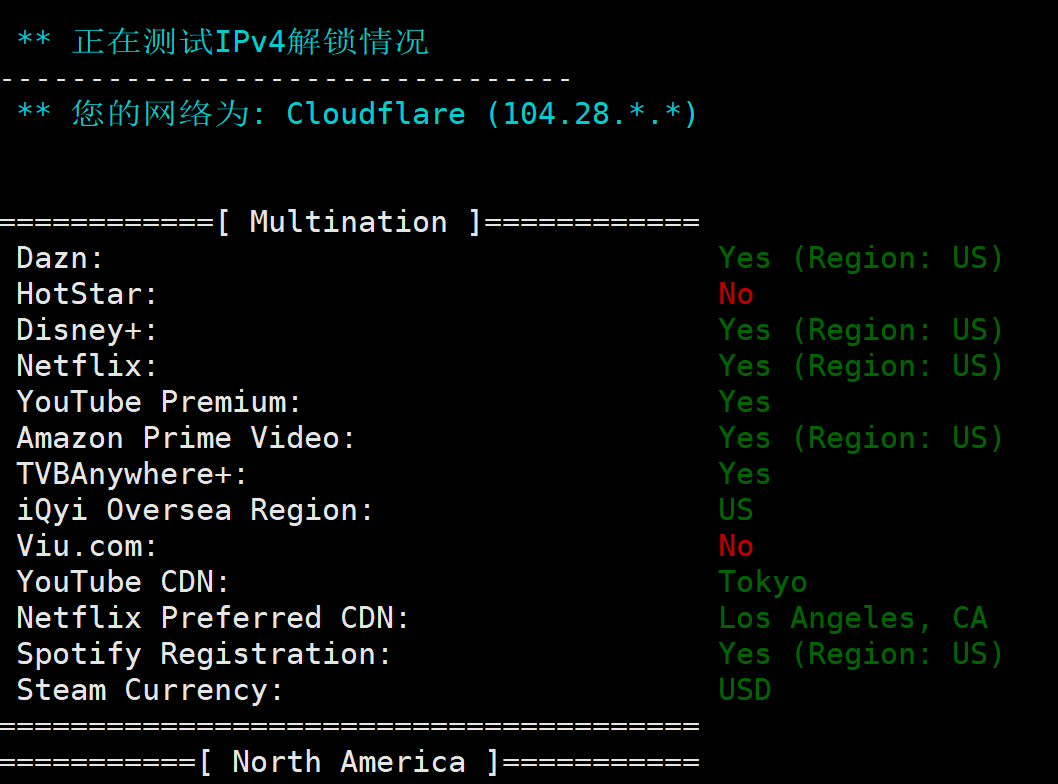 ** 正在测试IPv4解锁情况
--------------------------------
** 您的网络为: Cloudflare (104.28.*.*)
============[ Multination ]============
Dazn: Yes (Region: US)
HotStar: No
Disney+: Yes (Region: US)
Netflix: Yes (Region: US)
YouTube Premium: Yes
Amazon Prime Video: Yes (Region: US)
TVBAnywhere+: Yes
iQyi Oversea Region: US
Viu.com: No
YouTube CDN: Tokyo
Netflix Preferred CDN: Los Angeles, CA
Spotify Registration: Yes (Region: US)
Steam Currency: USD
=======================================
===========[ North America ]===========